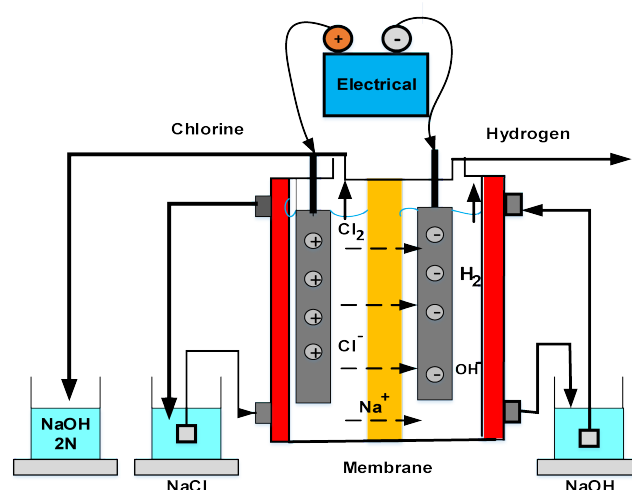 + -
Electrical
Chlorine
Hydrogen
Cl2
+ -
+ -
H2
+ -
Cl-
+ -
OH-
Na+
NaOH
2N
Membrane
NaCl
NaOH